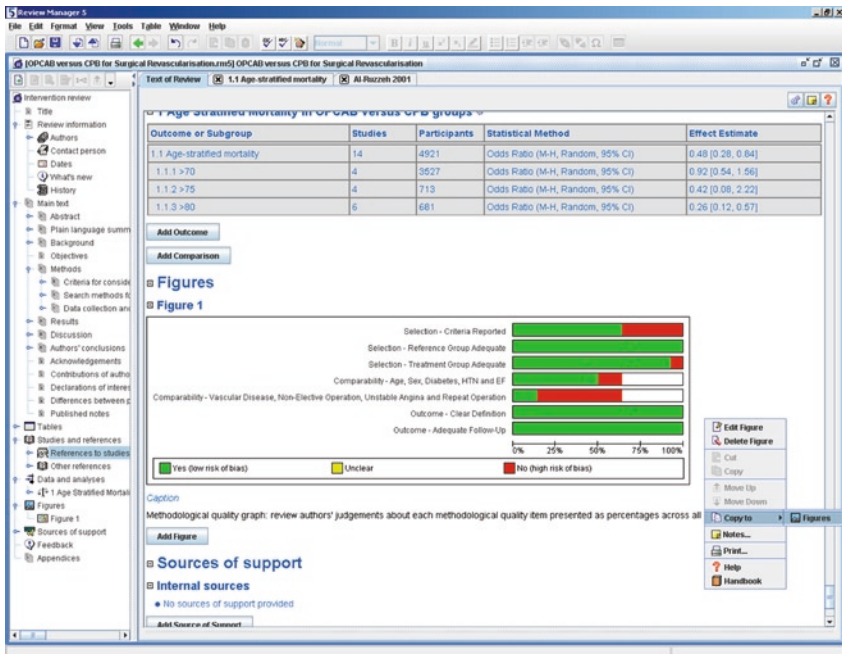 Review Manager 5
File Edit Format View Tools Table Window Help
Normal
[OPCAB versus CPB for Surgical Revascularisation.rm5] OPCAB versus CPB for Surgical Revascularisation
Text of Review 1.1 Age-stratified mortality Al-Ruzzeh 2001
Intervention review
Title
Review information
Authors
Contact person
Dates
What's new
History
Main text
Abstract
Plain language summ
Background
Objectives
Methods
Criteria for conside
Search methods fo
Data collection and
Results
Discussion
Authors' conclusions
Acknowledgements
Contributions of autho
Declarations of interes
Differences between p
Published notes
Tables
Studies and references
References to studies
Other references
Data and analyses
1 Age Stratified Mortali
Figures
Figure 1
Sources of support
Feedback
Appendices
1 Age Stratified Mortality in OPCAB versus CPB groups
Outcome or Subgroup Studies Participants Statistical Method Effect Estimate
1.1 Age-stratified mortality 14 4921 Odds Ratio (M-H, Random, 95% CI) 0.48 [0.28, 0.84]
1.1.1 >70 4 3527 Odds Ratio (M-H, Random, 95% CI) 0.92 [0.54, 1.56]
1.1.2 >75 4 713 Odds Ratio (M-H, Random, 95% CI) 0.42 [0.08, 2.22]
1.1.3 >80 6 681 Odds Ratio (M-H, Random, 95% CI) 0.26 [0.12, 0.57]
Add Outcome
Add Comparison
Figures
Figure 1
Selection - Criteria Reported
Selection - Reference Group Adequate
Selection - Treatment Group Adequate
Comparability - Age, Sex, Diabetes, HTN and EF
Comparability - Vascular Disease, Non-Elective Operation, Unstable Angina and Repeat Operation
Outcome - Clear Definition
Outcome - Adequate Follow-Up
0% 25% 50% 75% 100%
Yes (low risk of bias) Unclear No (high risk of bias)
Caption
Methodological quality graph: review authors' judgements about each methodological quality item presented as percentages across all
Add Figure
Sources of support
Internal sources
No sources of support provided
Add Source of Support
Edit Figure
Delete Figure
Cut
Copy
Move Up
Move Down
Copy to Figures
Notes...
Print...
Help
Handbook